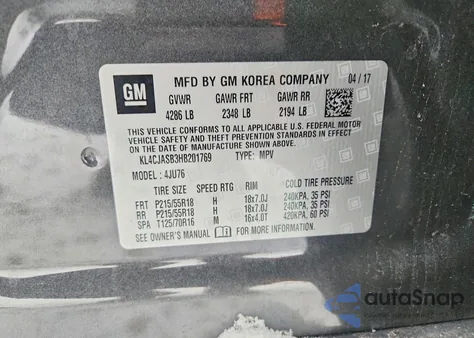 GM
MFD BY GM KOREA COMPANY 04 / 17
GVWR GAWR FRT GAWR RR
4286 LB 2348 LB 2194 LB
THIS VEHICLE CONFORMS TO ALL APPLICABLE U.S. FEDERAL MOTOR
VEHICLE SAFETY AND THEFT PREVENTION STANDARDS IN EFFECT
ON THE DATE OF MANUFACTURE SHOWN ABOVE.
KL4CJASB3HB201769 TYPE: MPV
MODEL : 4JU76
TIRE SIZE SPEED RTG RIM COLD TIRE PRESSURE
FRT P215/55R18 H 18x7.0J 240KPA, 35 PSI
RR P215/55R18 H 18x7.0J 240KPA, 35 PSI
SPA T125/70R16 M 16x4.0T 420KPA, 60 PSI
SEE OWNER'S MANUAL FOR MORE INFORMATION.
autoSnap